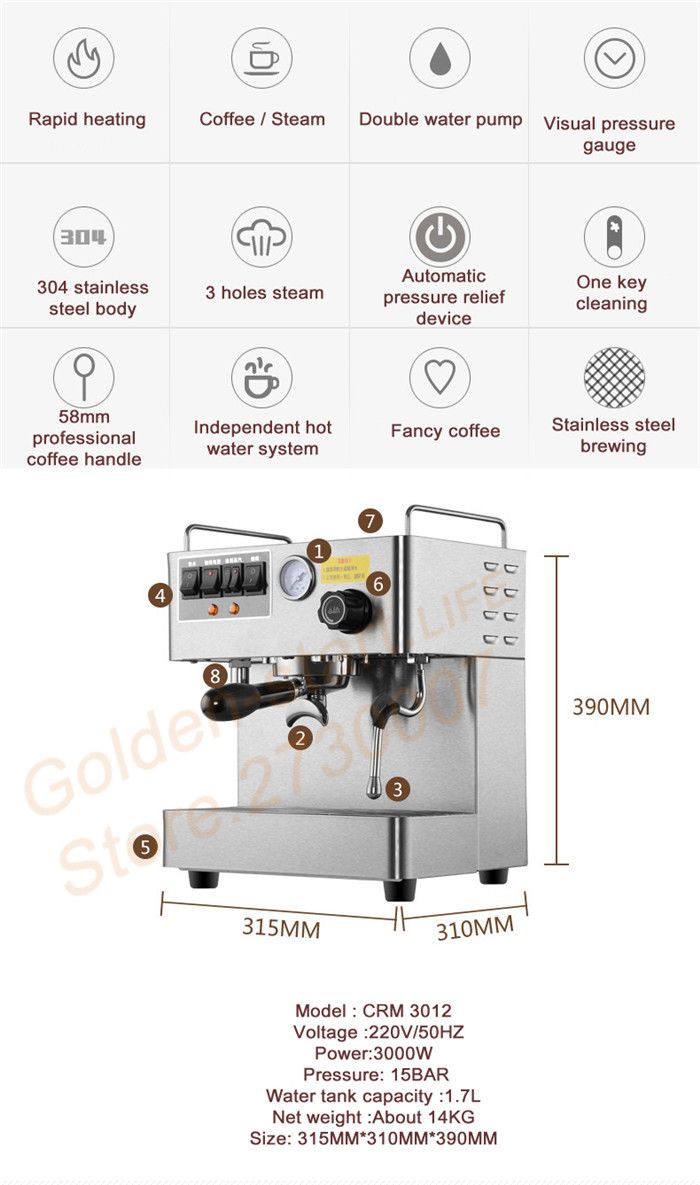 Rapid heating
Coffee / Steam
Double water pump
Visual pressure
gauge
304
304 stainless
steel body
3 holes steam
Automatic
pressure relief
device
One key
cleaning
58mm
professional
coffee handle
Independent hot
water system
Fancy coffee
Stainless steel
brewing
1
7
6
4
8
2
3
5
390MM
315MM
310MM
Golden Store.LIFE
Store:2730007
Model : CRM 3012
Voltage :220V/50HZ
Power:3000W
Pressure: 15BAR
Water tank capacity :1.7L
Net weight :About 14KG
Size: 315MM*310MM*390MM